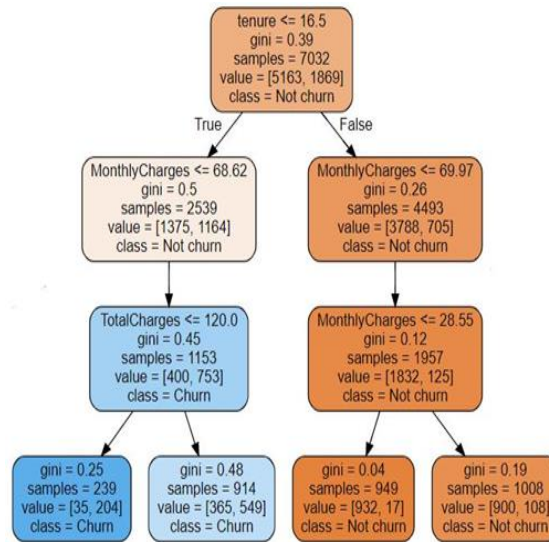 tenure <= 16.5
gini = 0.39
samples = 7032
value = [5163, 1869]
class = Not churn
True
False
MonthlyCharges <= 68.62
gini = 0.5
samples = 2539
value = [1375, 1164]
class = Not churn
MonthlyCharges <= 69.97
gini = 0.26
samples = 4493
value = [3788, 705]
class = Not churn
TotalCharges <= 120.0
gini = 0.45
samples = 1153
value = [400, 753]
class = Churn
MonthlyCharges <= 28.55
gini = 0.12
samples = 1957
value = [1832, 125]
class = Not churn
gini = 0.25
samples = 239
value = [35, 204]
class = Churn
gini = 0.48
samples = 914
value = [365, 549]
class = Churn
gini = 0.04
samples = 949
value = [932, 17]
class = Not churn
gini = 0.19
samples = 1008
value = [900, 108]
class = Not churn